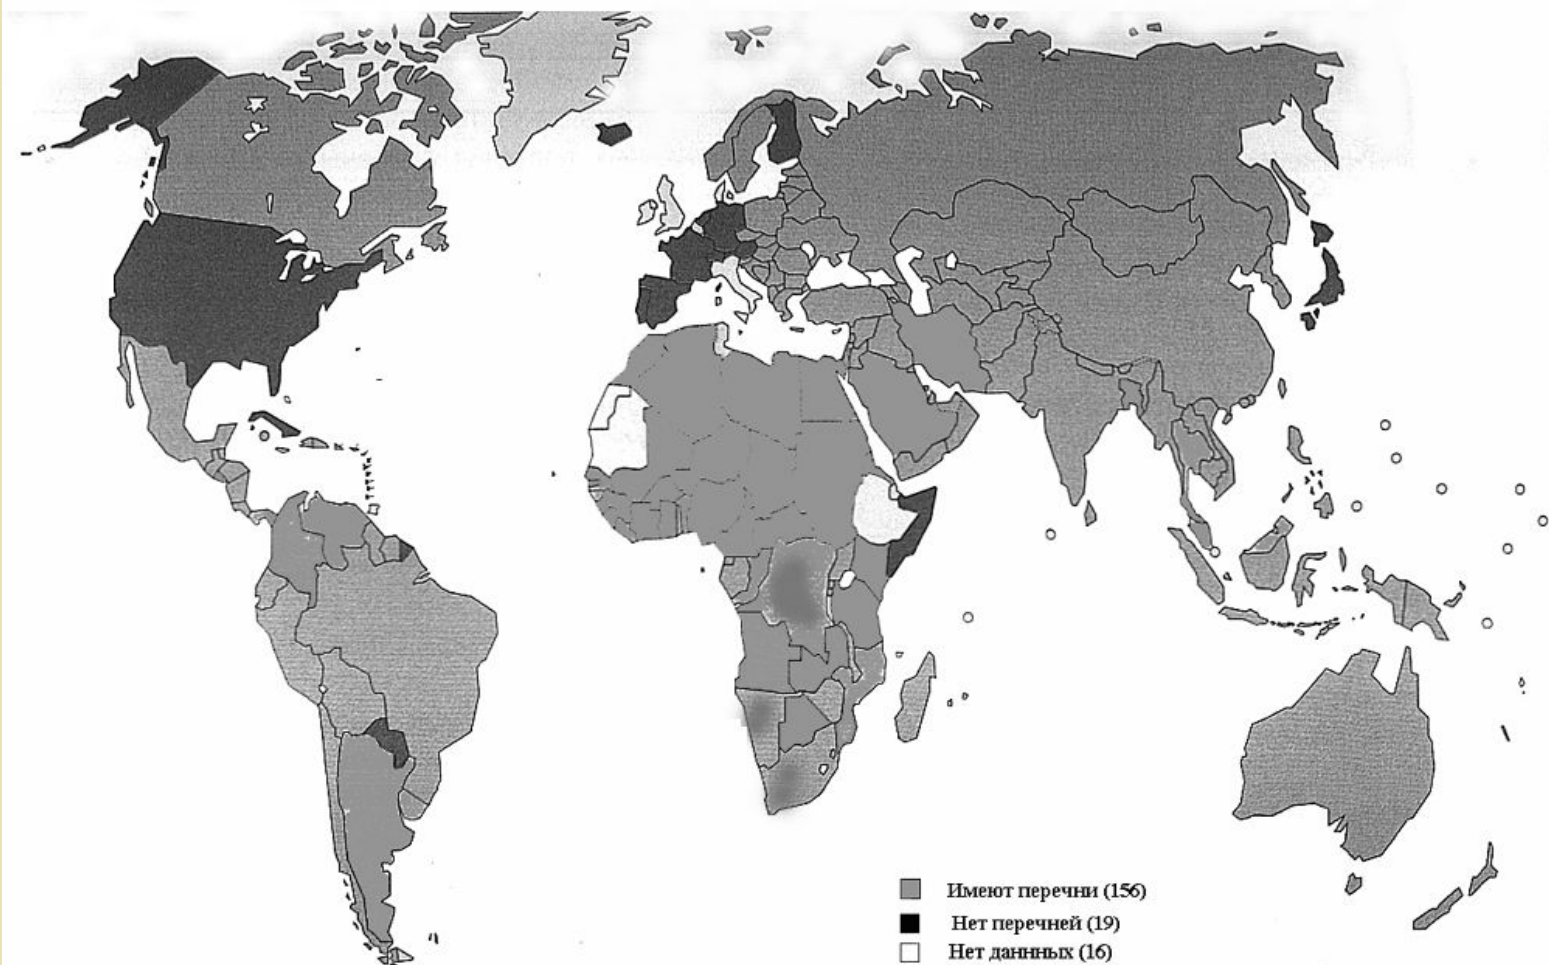 Имеют перечни (156)
Нет перечней (19)
Нет даннных (16)